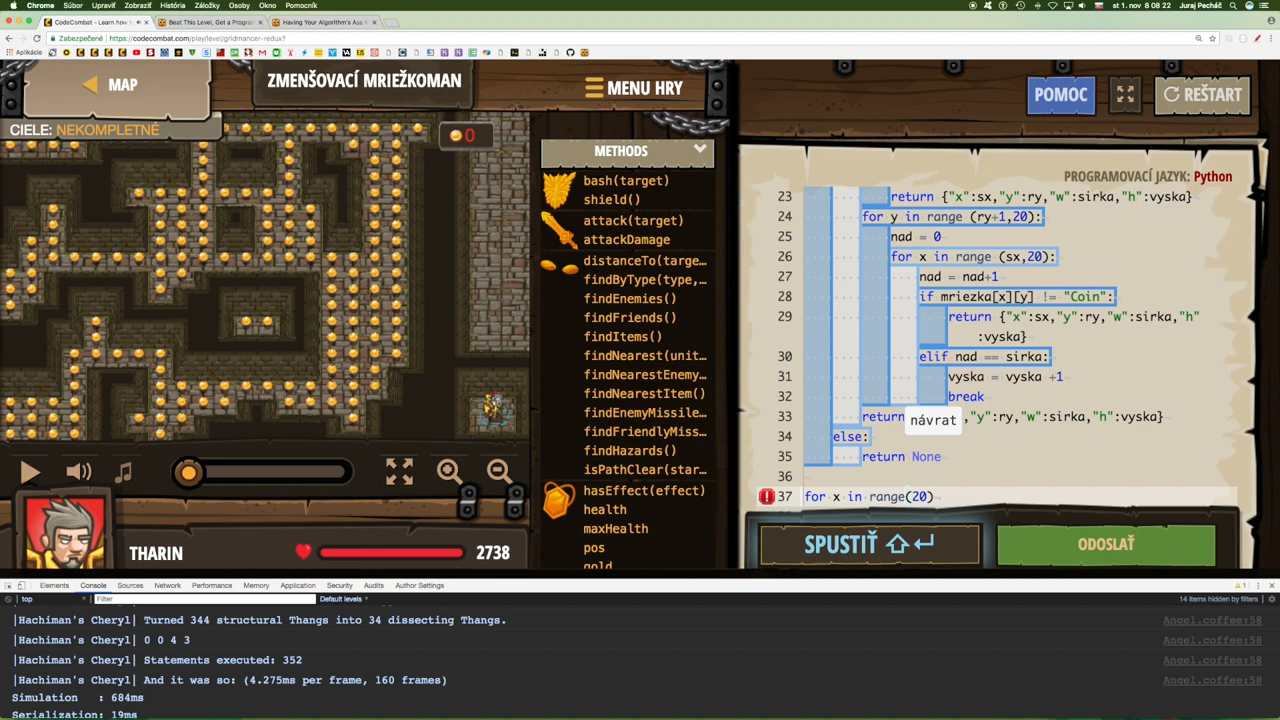 Chrome Súbor Upraviť Zobraziť História Záložky Osoby Okno Pomocník
st 1. nov 8 08 22 Juraj Pecháč
CodeCombat - Learn how t
Beat This Level, Get a Program
Having Your Algorithm's Ass K
Zabezpečené https://codecombat.com/play/level/gridmancer-redux?
Aplikácie
MAP
ZMENŠOVACÍ MRIEŽKOMAN
MENU HRY
POMOC
REŠTART
CIELE: NEKOMPLETNÉ
0
METHODS
bash(target)
shield()
attack(target)
attackDamage
distanceTo(targe…
findByType(type,…
findEnemies()
findFriends()
findItems()
findNearest(unit…
findNearestEnemy…
findNearestItem()
findEnemyMissile…
findFriendlyMiss…
findHazards()
isPathClear(star…
hasEffect(effect)
health
maxHealth
pos
gold
PROGRAMOVACÍ JAZYK: Python
23 return {"x":sx,"y":ry,"w":sirka,"h":vyska}
24 for y in range (ry+1,20):
25 nad = 0
26 for x in range (sx,20):
27 nad = nad+1
28 if mriezka[x][y] != "Coin":
29 return {"x":sx,"y":ry,"w":sirka,"h"
:vyska}
30 elif nad == sirka:
31 vyska = vyska +1
32 break
33 return ,"y":ry,"w":sirka,"h":vyska}
návrat
34 else:
35 return None
36
37 for x in range(20)
SPUSTIŤ
ODOSLAŤ
THARIN
2738
Elements Console Sources Network Performance Memory Application Security Audits Author Settings
1
top Filter Default levels
14 items hidden by filters
|Hachiman's Cheryl| Turned 344 structural Thangs into 34 dissecting Thangs. Angel.coffee:58
|Hachiman's Cheryl| 0 0 4 3 Angel.coffee:58
|Hachiman's Cheryl| Statements executed: 352 Angel.coffee:58
|Hachiman's Cheryl| And it was so: (4.275ms per frame, 160 frames) Angel.coffee:58
Simulation : 684ms
Serialization: 19ms